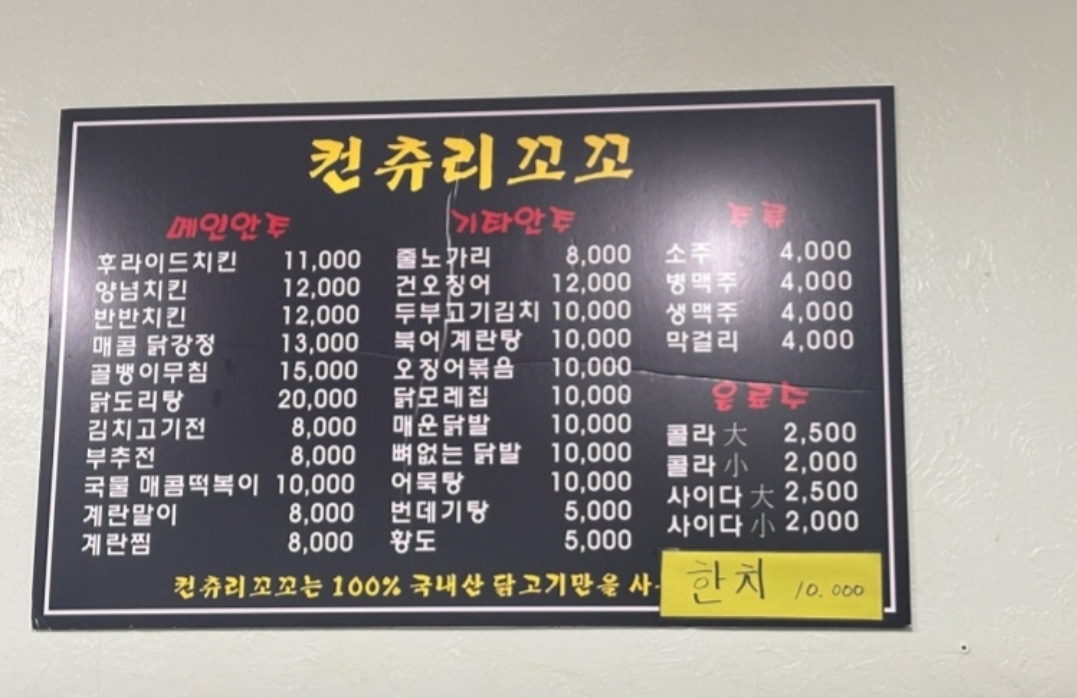 컨츄리꼬꼬
메인안주
후라이드치킨 11,000
양념치킨 12,000
반반치킨 12,000
매콤 닭강정 13,000
골뱅이무침 15,000
닭도리탕 20,000
김치고기전 8,000
부추전 8,000
국물 매콤떡볶이 10,000
계란말이 8,000
계란찜 8,000
기타안주
줄노가리 8,000
건오징어 12,000
두부고기김치 10,000
북어 계란탕 10,000
오징어볶음 10,000
닭모레집 10,000
매운닭발 10,000
뼈없는 닭발 10,000
어묵탕 10,000
번데기탕 5,000
황도 5,000
주류
소주 4,000
병맥주 4,000
생맥주 4,000
막걸리 4,000
음료수
콜라 大 2,500
콜라 小 2,000
사이다 大 2,500
사이다 小 2,000
컨츄리꼬꼬는 100% 국내산 닭고기만을 사
한치 10.000